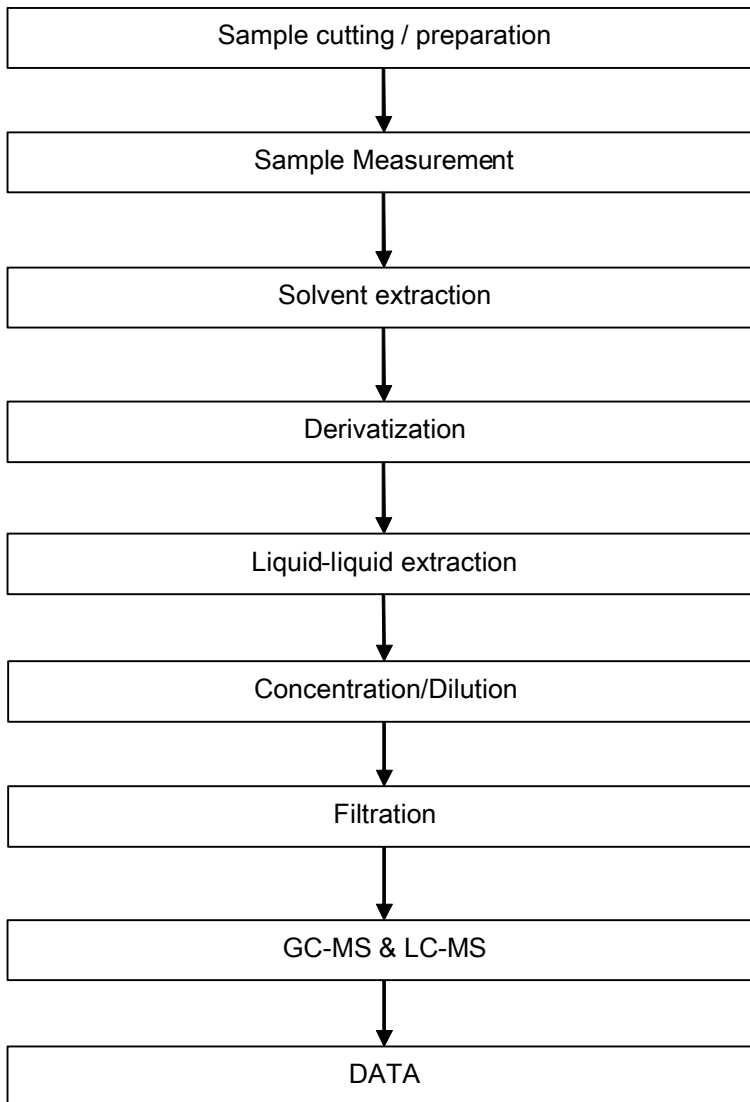 Sample cutting / preparation
Sample Measurement
Solvent extraction
Derivatization
Liquid-liquid extraction
Concentration/Dilution
Filtration
GC-MS & LC-MS
DATA